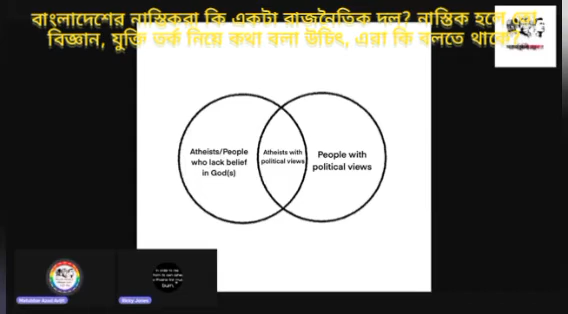 বাংলাদেশের নাস্তিকরা কি একটা রাজনৈতিক দল? নাস্তিক হলে তো
বিজ্ঞান, যুক্তি তর্ক নিয়ে কথা বলা উচিৎ, এরা কি বলতে থাকে?
Atheists/People
who lack belief
in God(s)
Atheists with
political views
People with
political views